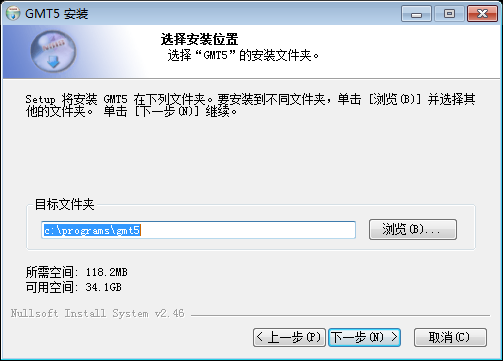 GMT5 安装
选择安装位置
选择“GMT5”的安装文件夹。
Setup 将安装 GMT5 在下列文件夹。要安装到不同文件夹，单击 [浏览(B)] 并选择其
他的文件夹。 单击 [下一步(N)] 继续。
目标文件夹
c:\programs\gmt5
浏览(B)...
所需空间: 118.2MB
可用空间: 34.1GB
Nullsoft Install System v2.46
< 上一步(P)
下一步(N) >
取消(C)